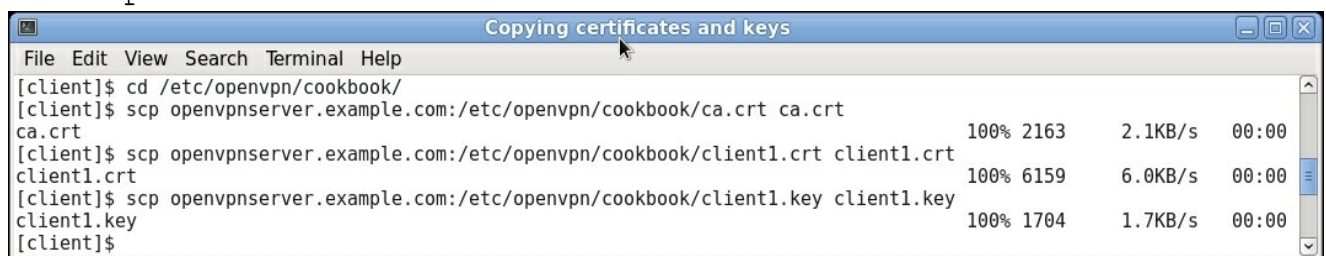 Copying certificates and keys
File Edit View Search Terminal Help
[client]$ cd /etc/openvpn/cookbook/
[client]$ scp openvpnserver.example.com:/etc/openvpn/cookbook/ca.crt ca.crt
ca.crt 100% 2163 2.1KB/s 00:00
[client]$ scp openvpnserver.example.com:/etc/openvpn/cookbook/client1.crt client1.crt
client1.crt 100% 6159 6.0KB/s 00:00
[client]$ scp openvpnserver.example.com:/etc/openvpn/cookbook/client1.key client1.key
client1.key 100% 1704 1.7KB/s 00:00
[client]$